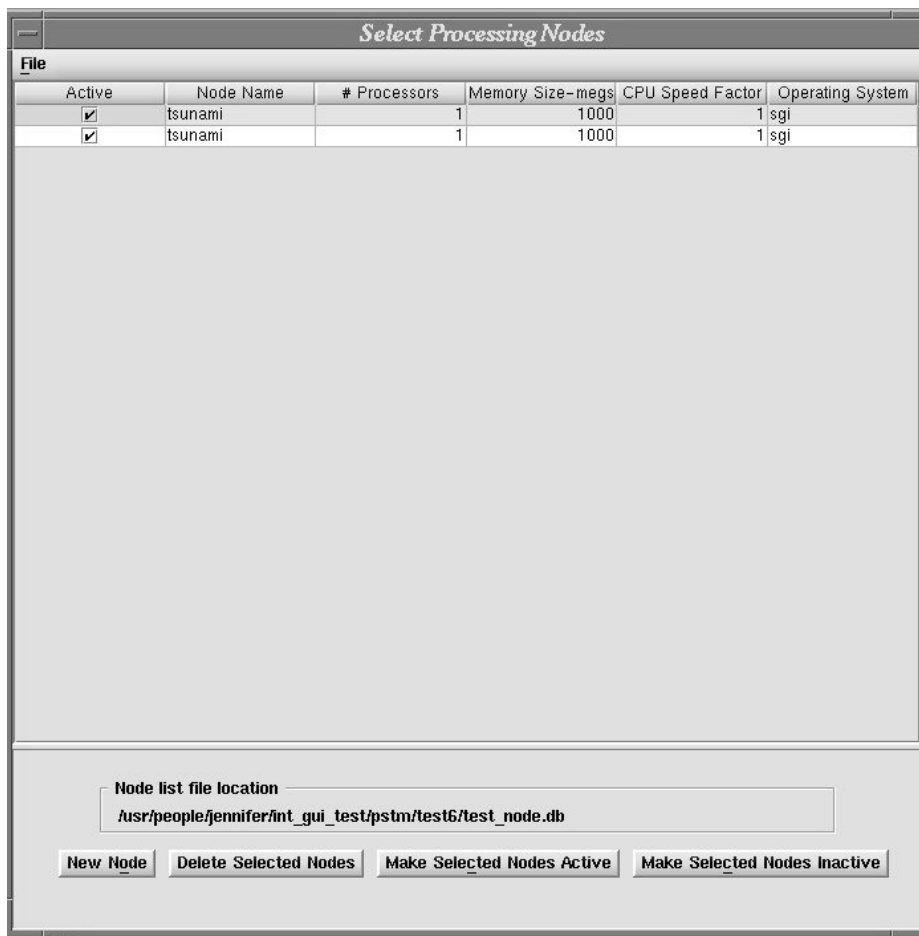 Select Processing Nodes
File
Active Node Name # Processors Memory Size-megs CPU Speed Factor Operating System
tsunami 1 1000 1 sgi
tsunami 1 1000 1 sgi
Node list file location
/usr/people/jennifer/int_gui_test/pstm/test6/test_node.db
New Node Delete Selected Nodes Make Selected Nodes Active Make Selected Nodes Inactive